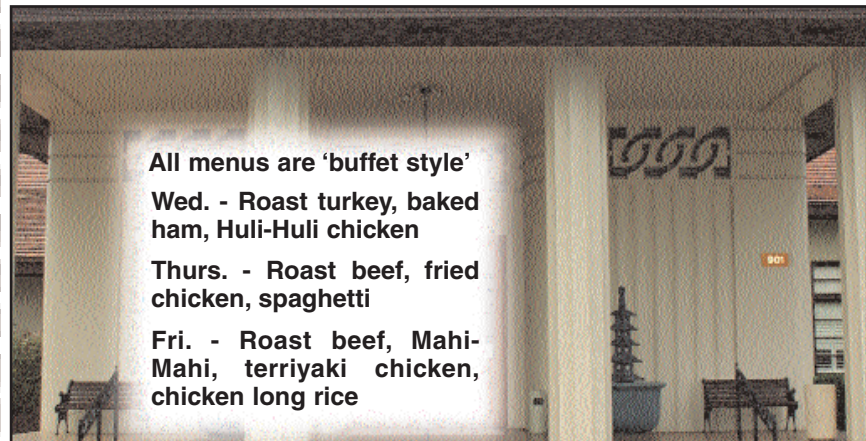 All menus are ‘buffet style’
Wed. - Roast turkey, baked
ham, Huli-Huli chicken
Thurs. - Roast beef, fried
chicken, spaghetti
Fri. - Roast beef, Mahi-
Mahi, terriyaki chicken,
chicken long rice
901